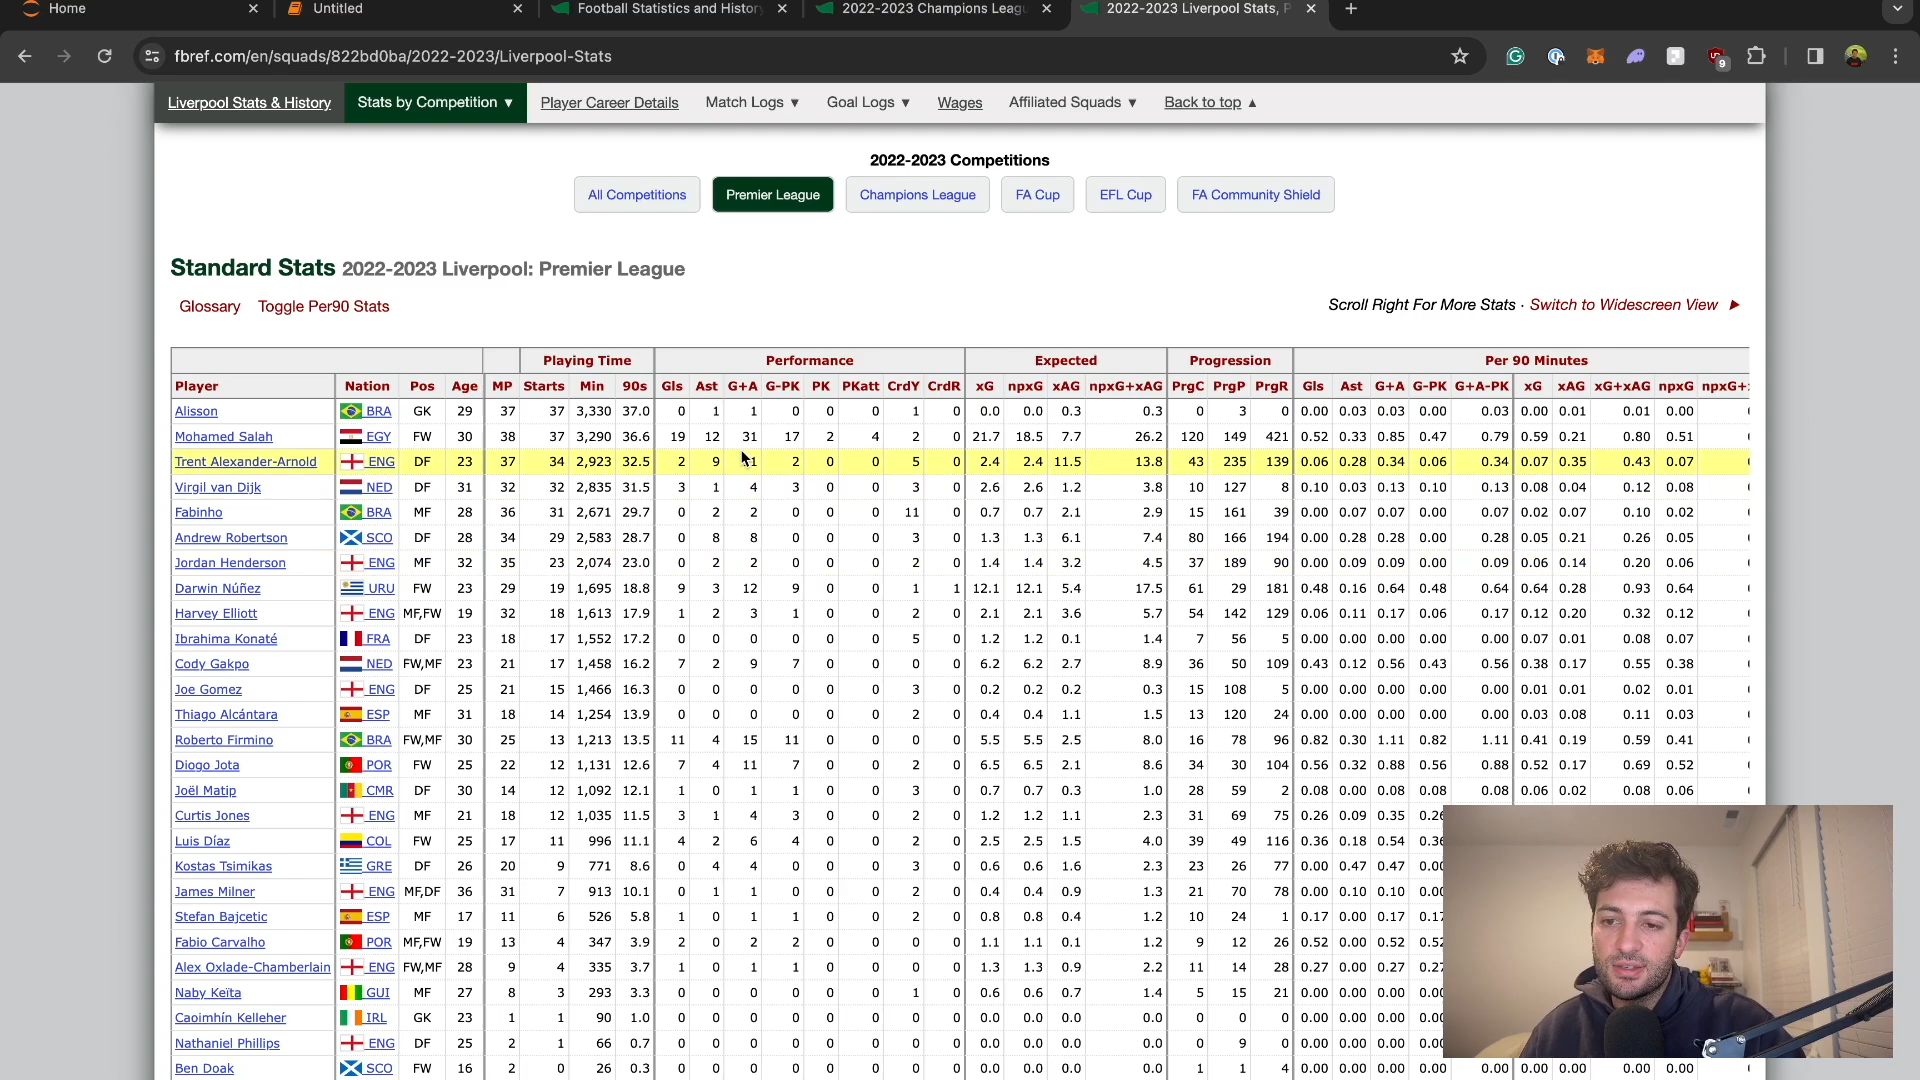 Home
Untitled
Football Statistics and History
2022-2023 Champions Leagu
2022-2023 Liverpool Stats, P
fbref.com/en/squads/822bd0ba/2022-2023/Liverpool-Stats
9
Liverpool Stats & History Stats by Competition ▼ Player Career Details Match Logs ▼ Goal Logs ▼ Wages Affiliated Squads ▼ Back to top ▲
2022-2023 Competitions
All Competitions Premier League Champions League FA Cup EFL Cup FA Community Shield
Standard Stats 2022-2023 Liverpool: Premier League
Glossary Toggle Per90 Stats
Scroll Right For More Stats · Switch to Widescreen View ►
Playing Time Performance Expected Progression Per 90 Minutes
Player Nation Pos Age MP Starts Min 90s Gls Ast G+A G-PK PK PKatt CrdY CrdR xG npxG xAG npxG+xAG PrgC PrgP PrgR Gls Ast G+A G-PK G+A-PK xG xAG xG+xAG npxG npxG+
Alisson BRA GK 29 37 37 3,330 37.0 0 1 1 0 0 0 1 0 0.0 0.0 0.3 0.3 0 3 0 0.00 0.03 0.03 0.00 0.03 0.00 0.01 0.01 0.00
Mohamed Salah EGY FW 30 38 37 3,290 36.6 19 12 31 17 2 4 2 0 21.7 18.5 7.7 26.2 120 149 421 0.52 0.33 0.85 0.47 0.79 0.59 0.21 0.80 0.51
Trent Alexander-Arnold ENG DF 23 37 34 2,923 32.5 2 9 1 2 0 0 5 0 2.4 2.4 11.5 13.8 43 235 139 0.06 0.28 0.34 0.06 0.34 0.07 0.35 0.43 0.07
Virgil van Dijk NED DF 31 32 32 2,835 31.5 3 1 4 3 0 0 3 0 2.6 2.6 1.2 3.8 10 127 8 0.10 0.03 0.13 0.10 0.13 0.08 0.04 0.12 0.08
Fabinho BRA MF 28 36 31 2,671 29.7 0 2 2 0 0 0 11 0 0.7 0.7 2.1 2.9 15 161 39 0.00 0.07 0.07 0.00 0.07 0.02 0.07 0.10 0.02
Andrew Robertson SCO DF 28 34 29 2,583 28.7 0 8 8 0 0 0 3 0 1.3 1.3 6.1 7.4 80 166 194 0.00 0.28 0.28 0.00 0.28 0.05 0.21 0.26 0.05
Jordan Henderson ENG MF 32 35 23 2,074 23.0 0 2 2 0 0 0 2 0 1.4 1.4 3.2 4.5 37 189 90 0.00 0.09 0.09 0.00 0.09 0.06 0.14 0.20 0.06
Darwin Núñez URU FW 23 29 19 1,695 18.8 9 3 12 9 0 0 1 1 12.1 12.1 5.4 17.5 61 29 181 0.48 0.16 0.64 0.48 0.64 0.64 0.28 0.93 0.64
Harvey Elliott ENG MF,FW 19 32 18 1,613 17.9 1 2 3 1 0 0 2 0 2.1 2.1 3.6 5.7 54 142 129 0.06 0.11 0.17 0.06 0.17 0.12 0.20 0.32 0.12
Ibrahima Konaté FRA DF 23 18 17 1,552 17.2 0 0 0 0 0 0 5 0 1.2 1.2 0.1 1.4 7 56 5 0.00 0.00 0.00 0.00 0.00 0.07 0.01 0.08 0.07
Cody Gakpo NED FW,MF 23 21 17 1,458 16.2 7 2 9 7 0 0 0 0 6.2 6.2 2.7 8.9 36 50 109 0.43 0.12 0.56 0.43 0.56 0.38 0.17 0.55 0.38
Joe Gomez ENG DF 25 21 15 1,466 16.3 0 0 0 0 0 0 3 0 0.2 0.2 0.2 0.3 15 108 5 0.00 0.00 0.00 0.00 0.00 0.01 0.01 0.02 0.01
Thiago Alcántara ESP MF 31 18 14 1,254 13.9 0 0 0 0 0 0 2 0 0.4 0.4 1.1 1.5 13 120 24 0.00 0.00 0.00 0.00 0.00 0.03 0.08 0.11 0.03
Roberto Firmino BRA FW,MF 30 25 13 1,213 13.5 11 4 15 11 0 0 0 0 5.5 5.5 2.5 8.0 16 78 96 0.82 0.30 1.11 0.82 1.11 0.41 0.19 0.59 0.41
Diogo Jota POR FW 25 22 12 1,131 12.6 7 4 11 7 0 0 2 0 6.5 6.5 2.1 8.6 34 30 104 0.56 0.32 0.88 0.56 0.88 0.52 0.17 0.69 0.52
Joël Matip CMR DF 30 14 12 1,092 12.1 1 0 1 1 0 0 3 0 0.7 0.7 0.3 1.0 28 59 2 0.08 0.00 0.08 0.08 0.08 0.06 0.02 0.08 0.06
Curtis Jones ENG MF 21 18 12 1,035 11.5 3 1 4 3 0 0 2 0 1.2 1.2 1.1 2.3 31 69 75 0.26 0.09 0.35 0.26
Luis Díaz COL FW 25 17 11 996 11.1 4 2 6 4 0 0 2 0 2.5 2.5 1.5 4.0 39 49 116 0.36 0.18 0.54 0.36
Kostas Tsimikas GRE DF 26 20 9 771 8.6 0 4 4 0 0 0 3 0 0.6 0.6 1.6 2.3 23 26 77 0.00 0.47 0.47 0.00
James Milner ENG MF,DF 36 31 7 913 10.1 0 1 1 0 0 0 2 0 0.4 0.4 0.9 1.3 21 70 78 0.00 0.10 0.10 0.00
Stefan Bajcetic ESP MF 17 11 6 526 5.8 1 0 1 1 0 0 2 0 0.8 0.8 0.4 1.2 10 24 1 0.17 0.00 0.17 0.17
Fabio Carvalho POR MF,FW 19 13 4 347 3.9 2 0 2 2 0 0 0 0 1.1 1.1 0.1 1.2 9 12 26 0.52 0.00 0.52 0.52
Alex Oxlade-Chamberlain ENG FW,MF 28 9 4 335 3.7 1 0 1 1 0 0 0 0 1.3 1.3 0.9 2.2 11 14 28 0.27 0.00 0.27 0.27
Naby Keïta GUI MF 27 8 3 293 3.3 0 0 0 0 0 0 1 0 0.6 0.6 0.7 1.4 5 15 21 0.00 0.00 0.00 0.00
Caoimhín Kelleher IRL GK 23 1 1 90 1.0 0 0 0 0 0 0 0 0 0.0 0.0 0.0 0.0 0 0 0 0.00 0.00 0.00 0.00
Nathaniel Phillips ENG DF 25 2 1 66 0.7 0 0 0 0 0 0 0 0 0.0 0.0 0.0 0.0 0 9 0 0.00 0.00 0.00 0.00
Ben Doak SCO FW 16 2 0 26 0.3 0 0 0 0 0 0 0 0 0.0 0.0 0.0 0.0 1 1 4 0.00 0.00 0.00 0.00 0.00 0.00 0.00 0.00 0.00